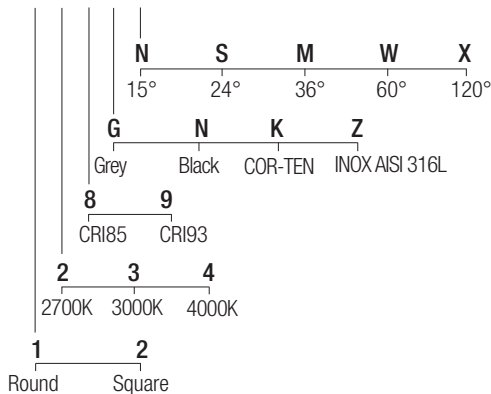 N S M W X
15° 24° 36° 60° 120°
G N K Z
Grey Black COR-TEN INOX AISI 316L
8 9
CRI85 CRI93
2 3 4
2700K 3000K 4000K
1 2
Round Square